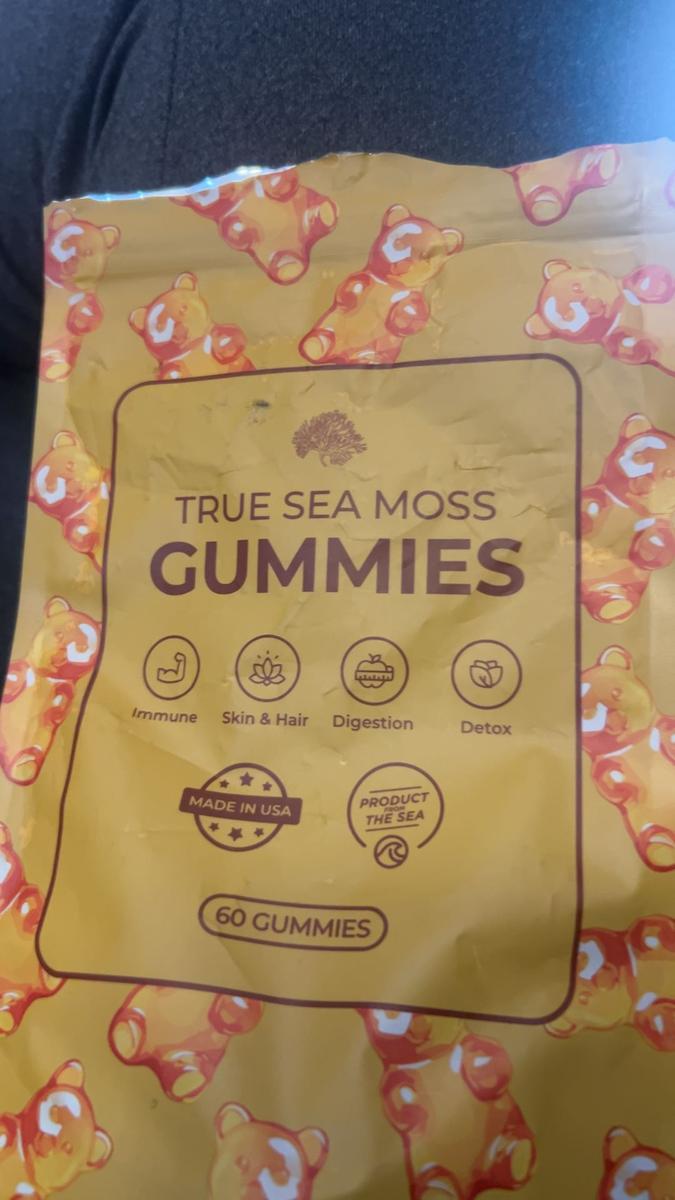 TRUE SEA MOSS
GUMMIES
Immune Skin & Hair Digestion Detox
MADE IN USA
PRODUCT
FROM
THE SEA
60 GUMMIES